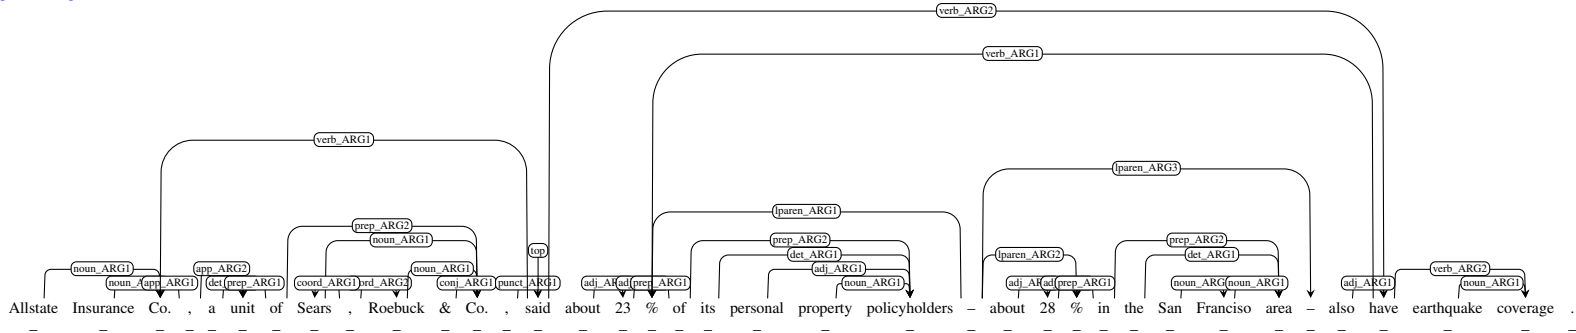 verb_ARG2
verb_ARG1
verb_ARG1
lparen_ARG3
lparen_ARG1
prep_ARG2
noun_ARG1 prep_ARG2 prep_ARG2
top
det_ARG1 lparen_ARG2 det_ARG1
noun_ARG1 app_ARG2 noun_ARG1 adj_ARG1 verb_ARG2
app_ARG1 prep_ARG1 coord_ARG1 conj_ARG1 punct_ARG1 prep_ARG1 noun_ARG1 prep_ARG1 noun_ARG1 adj_ARG1 noun_ARG1
Allstate Insurance Co. , a unit of Sears , Roebuck & Co. , said about 23 % of its personal property policyholders – about 28 % in the San Franciso area – also have earthquake coverage .